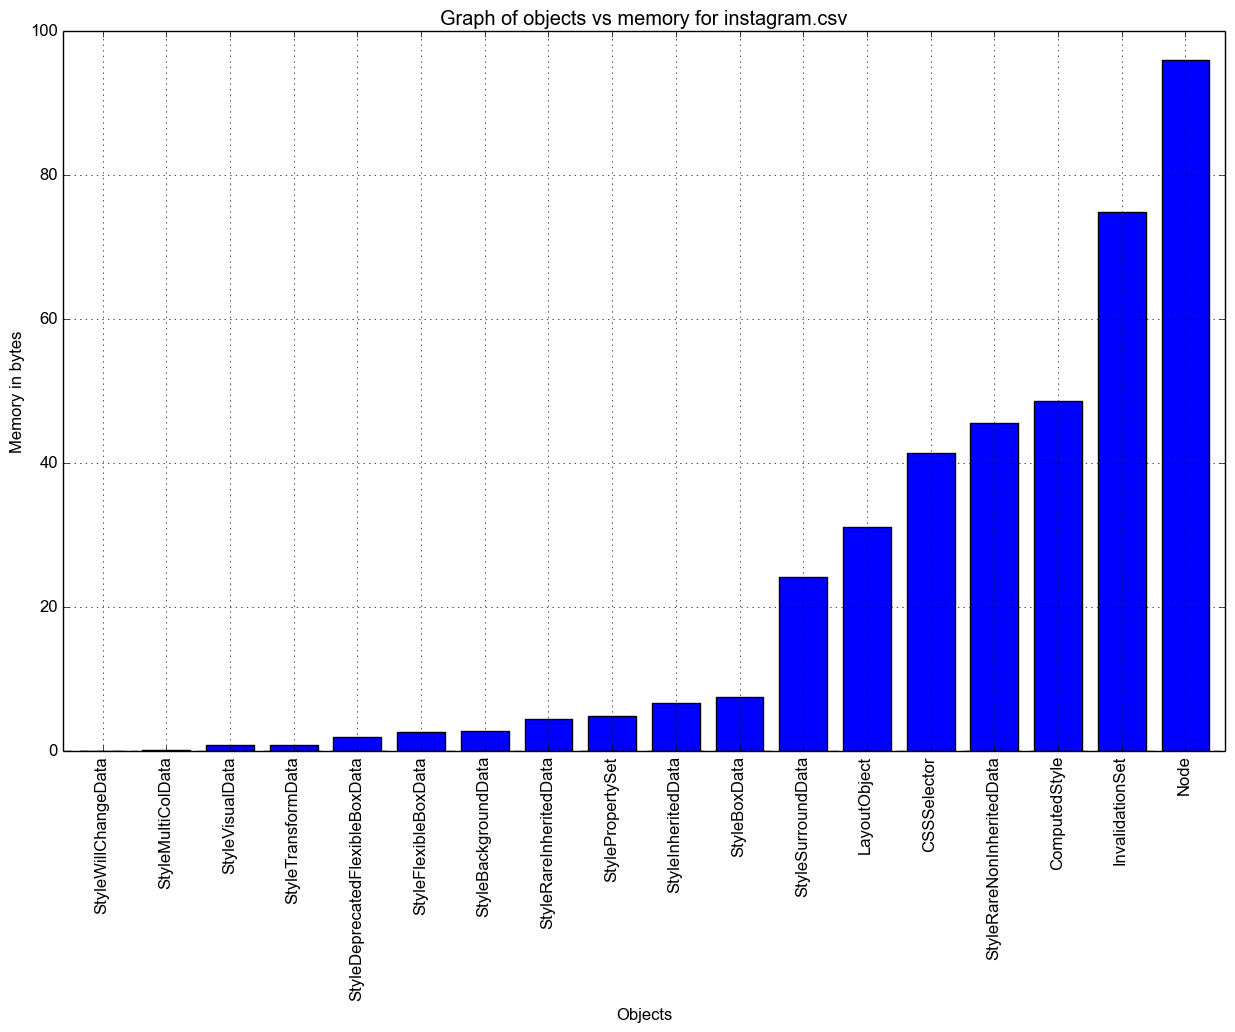 Graph of objects vs memory for instagram.csv
100
80
60
40
20
0
Memory in bytes
StyleWillChangeData
StyleMultiColData
StyleVisualData
StyleTransformData
StyleDeprecatedFlexibleBoxData
StyleFlexibleBoxData
StyleBackgroundData
StyleRareInheritedData
StylePropertySet
StyleInheritedData
StyleBoxData
StyleSurroundData
LayoutObject
CSSSelector
StyleRareNonInheritedData
ComputedStyle
InvalidationSet
Node
Objects